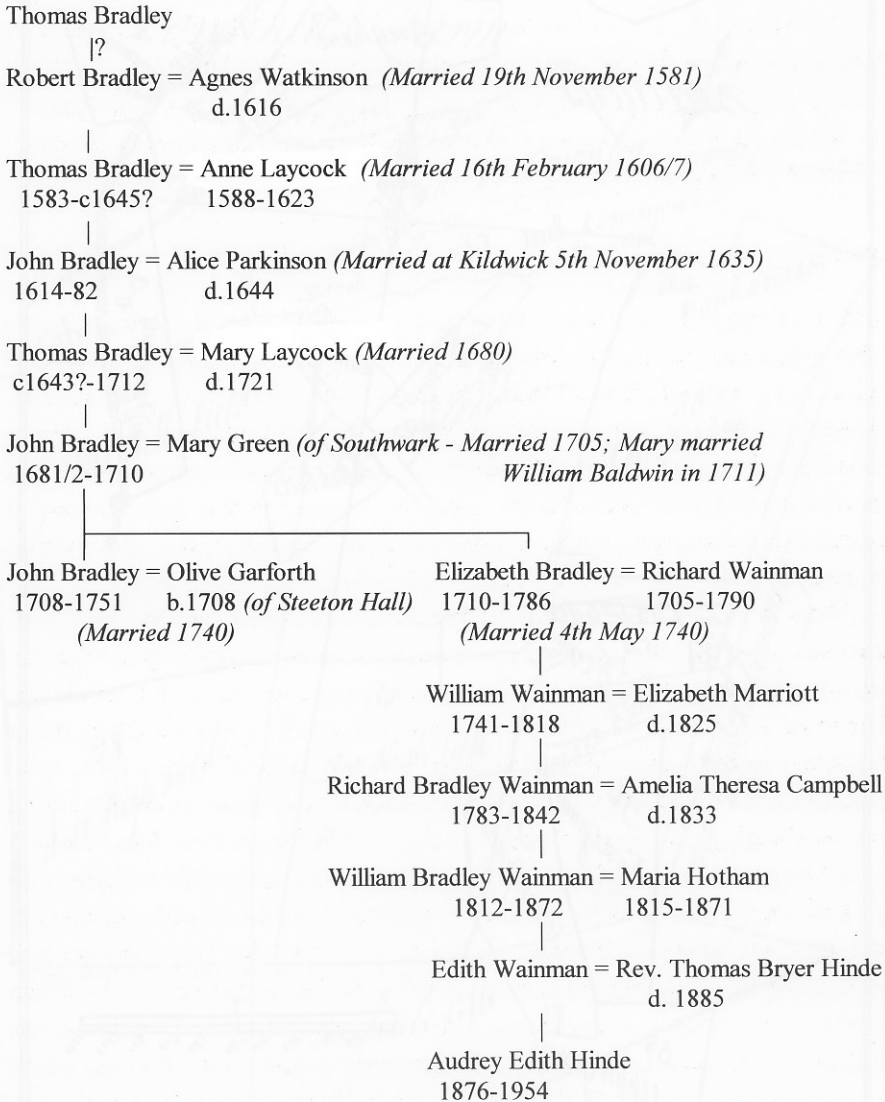 Thomas Bradley
|?
Robert Bradley = Agnes Watkinson (Married 19th November 1581)
d.1616
Thomas Bradley = Anne Laycock (Married 16th February 1606/7)
1583-c1645? 1588-1623
John Bradley = Alice Parkinson (Married at Kildwick 5th November 1635)
1614-82 d.1644
Thomas Bradley = Mary Laycock (Married 1680)
c1643?-1712 d.1721
John Bradley = Mary Green (of Southwark - Married 1705; Mary married
1681/2-1710 William Baldwin in 1711)
John Bradley = Olive Garforth Elizabeth Bradley = Richard Wainman
1708-1751 b.1708 (of Steeton Hall) 1710-1786 1705-1790
(Married 1740) (Married 4th May 1740)
William Wainman = Elizabeth Marriott
1741-1818 d.1825
Richard Bradley Wainman = Amelia Theresa Campbell
1783-1842 d.1833
William Bradley Wainman = Maria Hotham
1812-1872 1815-1871
Edith Wainman = Rev. Thomas Bryer Hinde
d. 1885
Audrey Edith Hinde
1876-1954